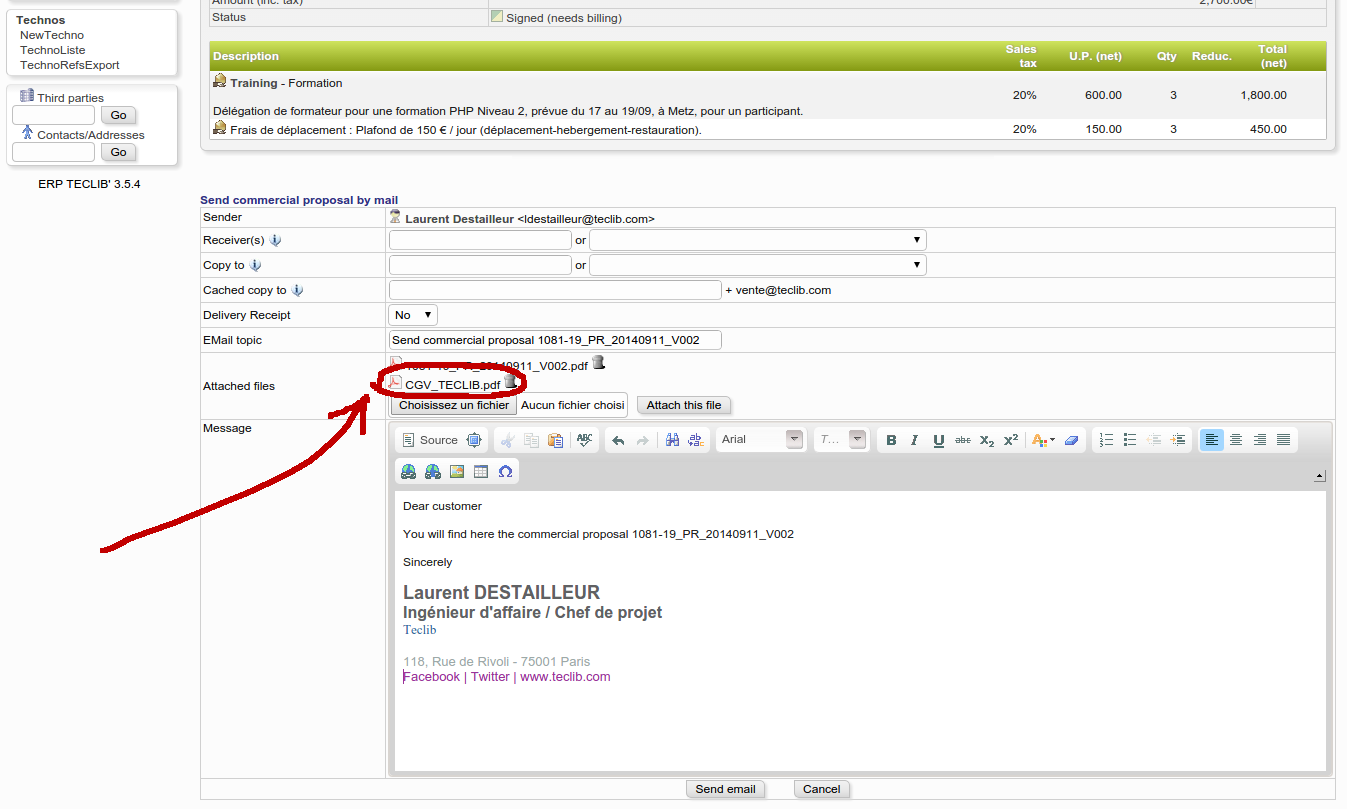 Technos
NewTechno
TechnoListe
TechnoRefsExport
Third parties
Go
Contacts/Addresses
Go
ERP TECLIB' 3.5.4
Amount (inc. tax) 2,700.00€
Status Signed (needs billing)
Description Sales tax U.P. (net) Qty Reduc. Total (net)
Training - Formation
20% 600.00 3 1,800.00
Délégation de formateur pour une formation PHP Niveau 2, prévue du 17 au 19/09, à Metz, pour un participant.
Frais de déplacement : Plafond de 150 € / jour (déplacement-hebergement-restauration). 20% 150.00 3 450.00
Send commercial proposal by mail
Sender Laurent Destailleur <ldestailleur@teclib.com>
Receiver(s) or
Copy to or
Cached copy to + vente@teclib.com
Delivery Receipt No
EMail topic Send commercial proposal 1081-19_PR_20140911_V002
1081-19_PR_20140911_V002.pdf
Attached files CGV_TECLIB.pdf
Choisissez un fichier Aucun fichier choisi Attach this file
Message
Source Arial T...
Dear customer
You will find here the commercial proposal 1081-19_PR_20140911_V002
Sincerely
Laurent DESTAILLEUR
Ingénieur d'affaire / Chef de projet
Teclib
118, Rue de Rivoli - 75001 Paris
Facebook | Twitter | www.teclib.com
Send email Cancel